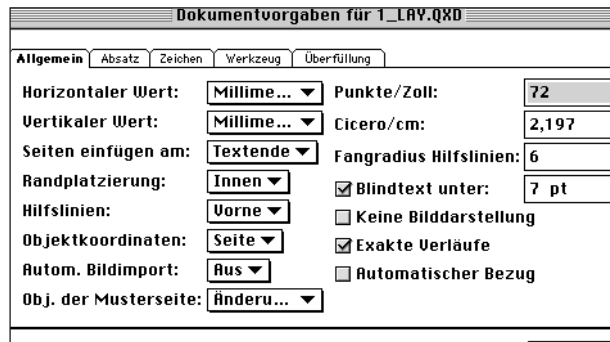 Dokumentvorgaben für 1_LAY.QXD
Allgemein Absatz Zeichen Werkzeug Überfüllung
Horizontaler Wert: Millime... Punkte/Zoll: 72
Vertikaler Wert: Millime... Cicero/cm: 2,197
Seiten einfügen am: Textende Fangradius Hilfslinien: 6
Randplatzierung: Innen Blindtext unter: 7 pt
Hilfslinien: Vorne Keine Bilddarstellung
Objektkoordinaten: Seite Exakte Verläufe
Autom. Bildimport: Aus Automatischer Bezug
Obj. der Musterseite: Änderu...